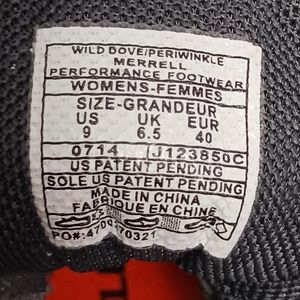 WILD DOVE/PERIWINKLE
MERRELL
PERFORMANCE FOOTWEAR
WOMENS-FEMMES
SIZE-GRANDEUR
US UK EUR
9 6.5 40
0714 J123850C
US PATENT PENDING
SOLE US PATENT PENDING
MADE IN CHINA
FABRIQUE EN CHINE